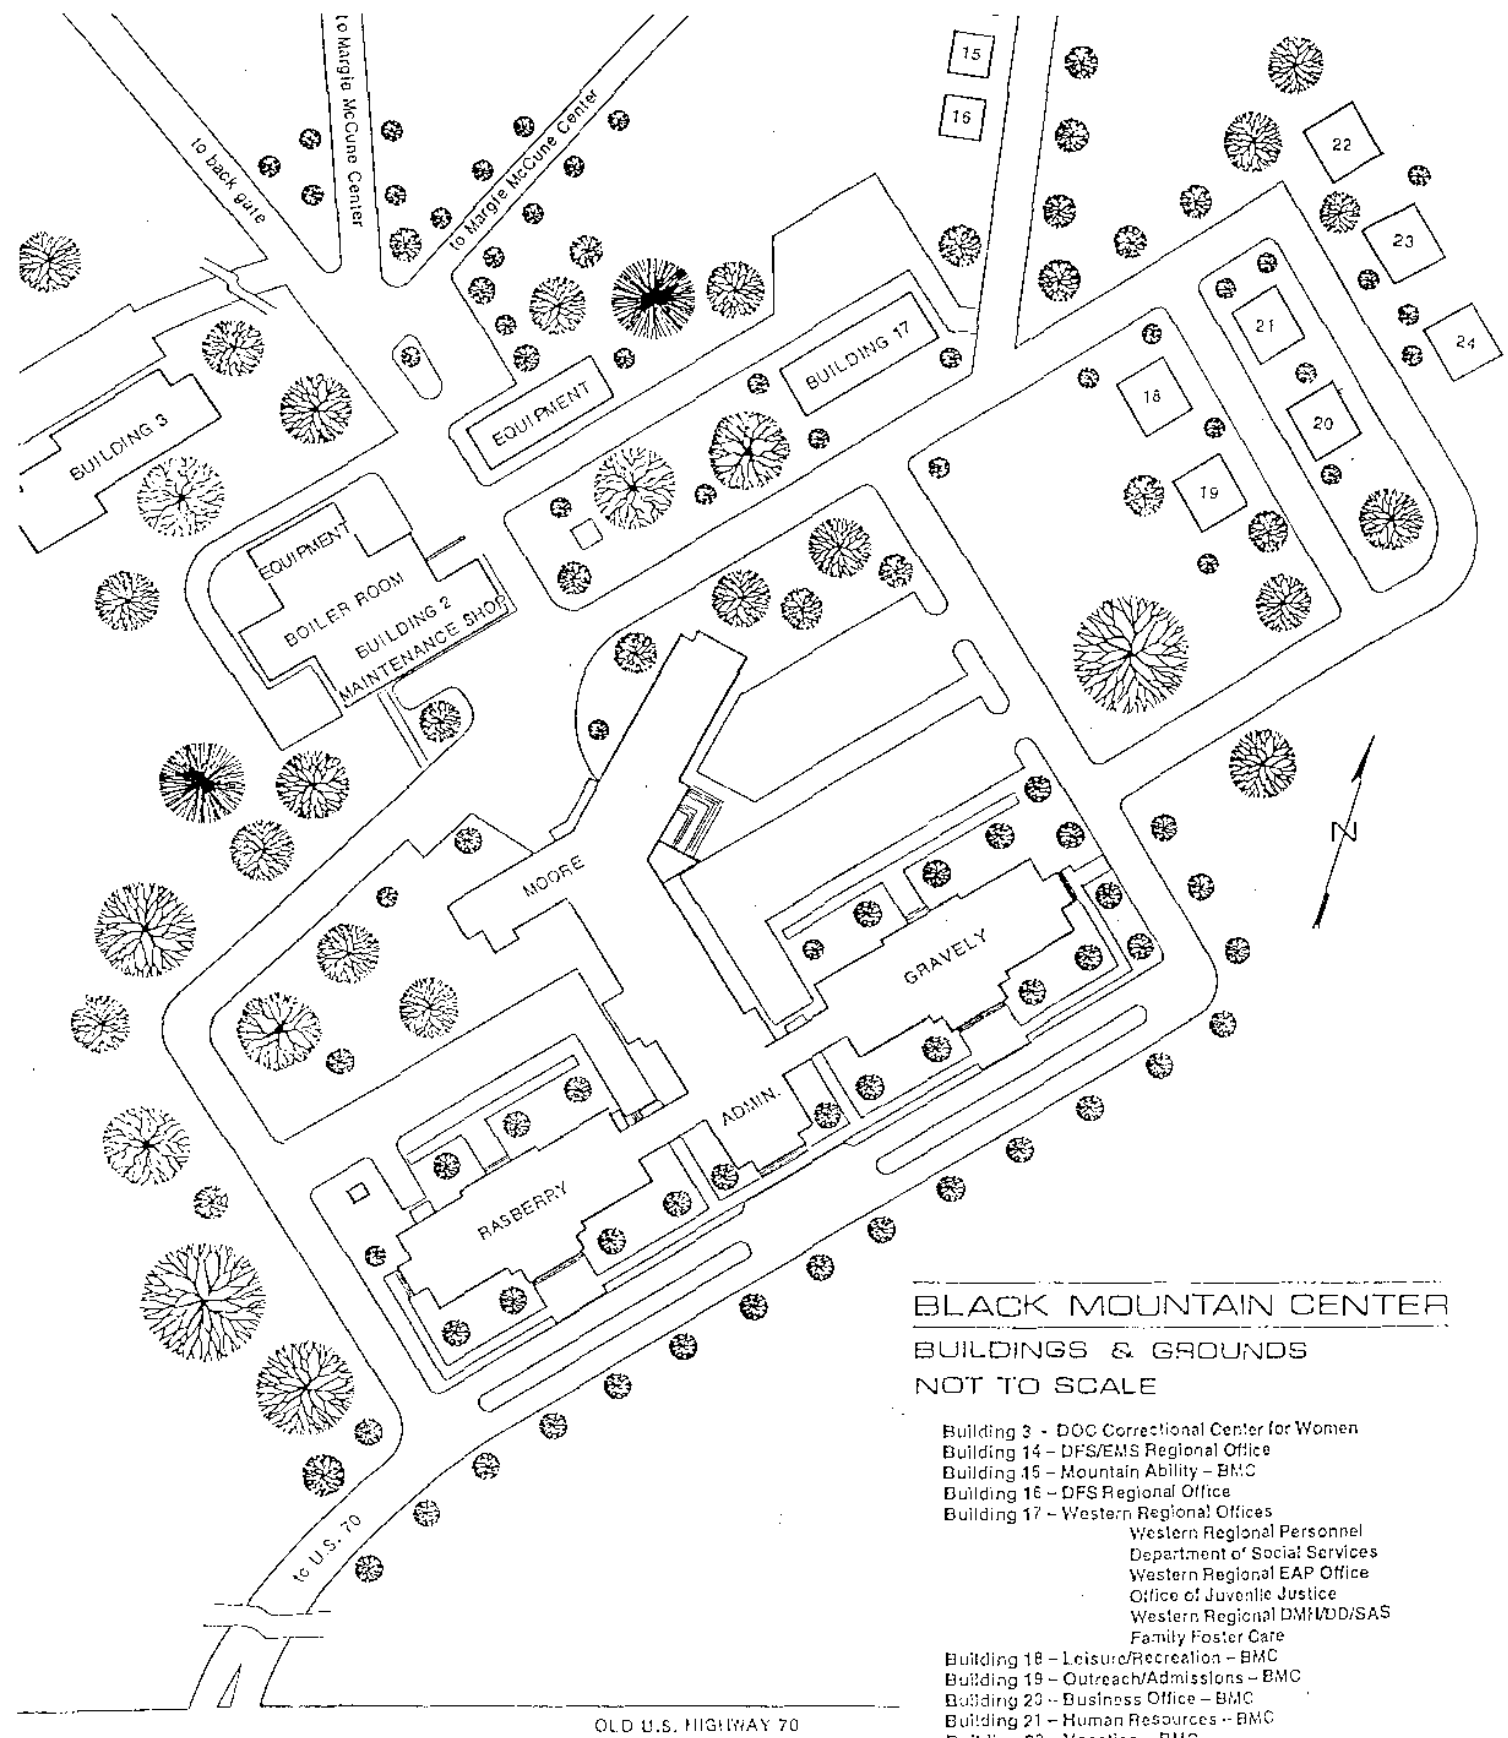 to back gate
to Margie McCune Center
to Margie McCune Center
15
16
22
23
24
21
20
18
19
BUILDING 17
EQUIPMENT
BUILDING 3
EQUIPMENT
BOILER ROOM
BUILDING 2
MAINTENANCE SHOP
MOORE
GRAVELY
ADMIN.
RASBERRY
N
to U.S. 70
OLD U.S. HIGHWAY 70
BLACK MOUNTAIN CENTER
BUILDINGS & GROUNDS
NOT TO SCALE
Building 3 - DOC Correctional Center for Women
Building 14 - DFS/EMS Regional Office
Building 15 - Mountain Ability - BMC
Building 16 - DFS Regional Office
Building 17 - Western Regional Offices
Western Regional Personnel
Department of Social Services
Western Regional EAP Office
Office of Juvenile Justice
Western Regional DMH/DD/SAS
Family Foster Care
Building 18 - Leisure/Recreation - BMC
Building 19 - Outreach/Admissions - BMC
Building 20 - Business Office - BMC
Building 21 - Human Resources - BMC